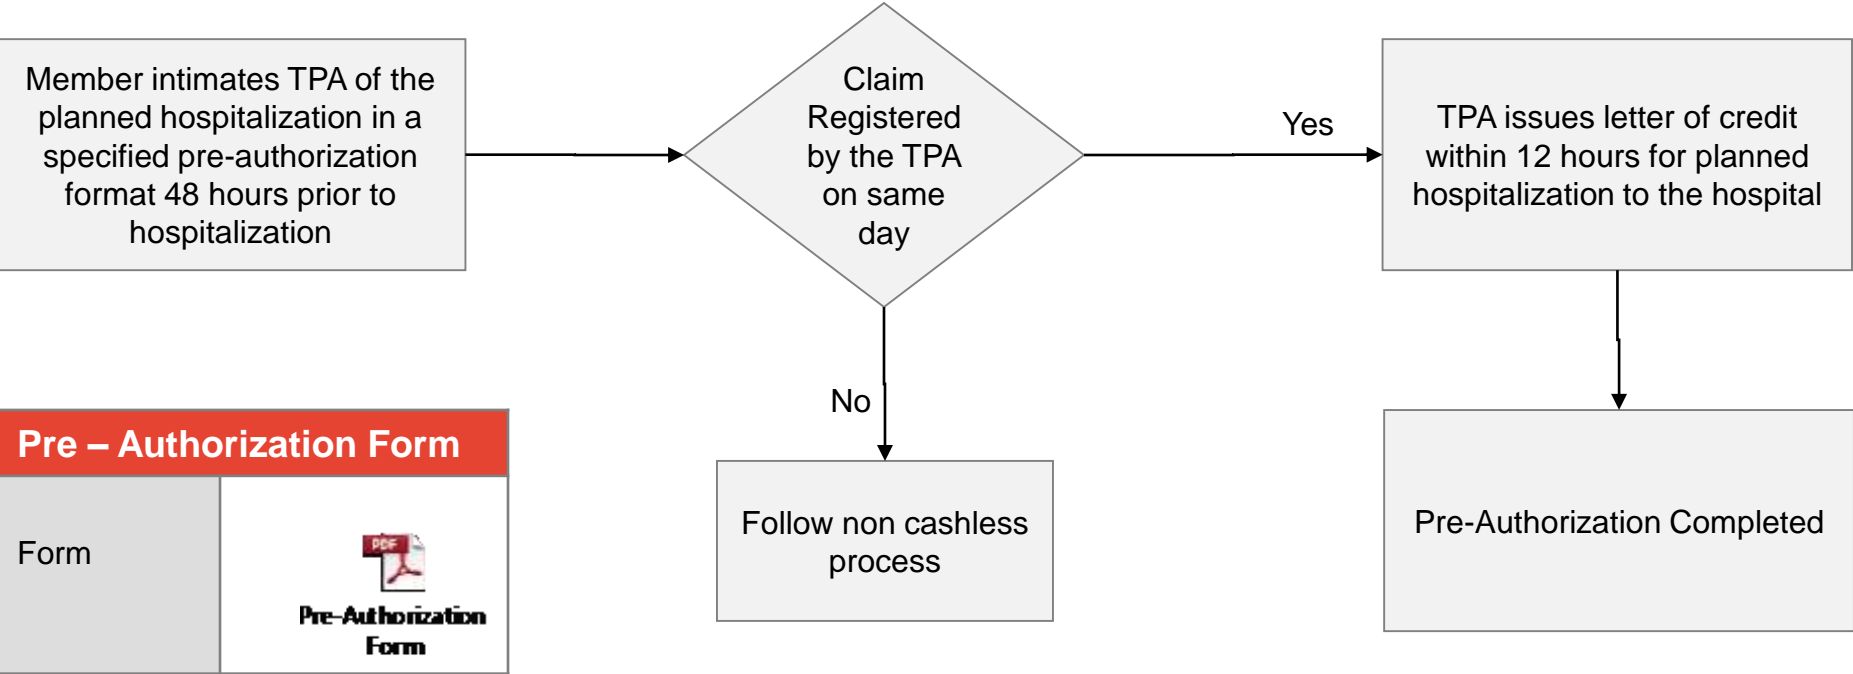 Member intimates TPA of the
planned hospitalization in a
specified pre-authorization
format 48 hours prior to
hospitalization
Claim
Registered
by the TPA
on same
day
Yes
TPA issues letter of credit
within 12 hours for planned
hospitalization to the hospital
No
Follow non cashless
process
Pre-Authorization Completed
Pre – Authorization Form
Form
PDF
Pre-Authorization
Form